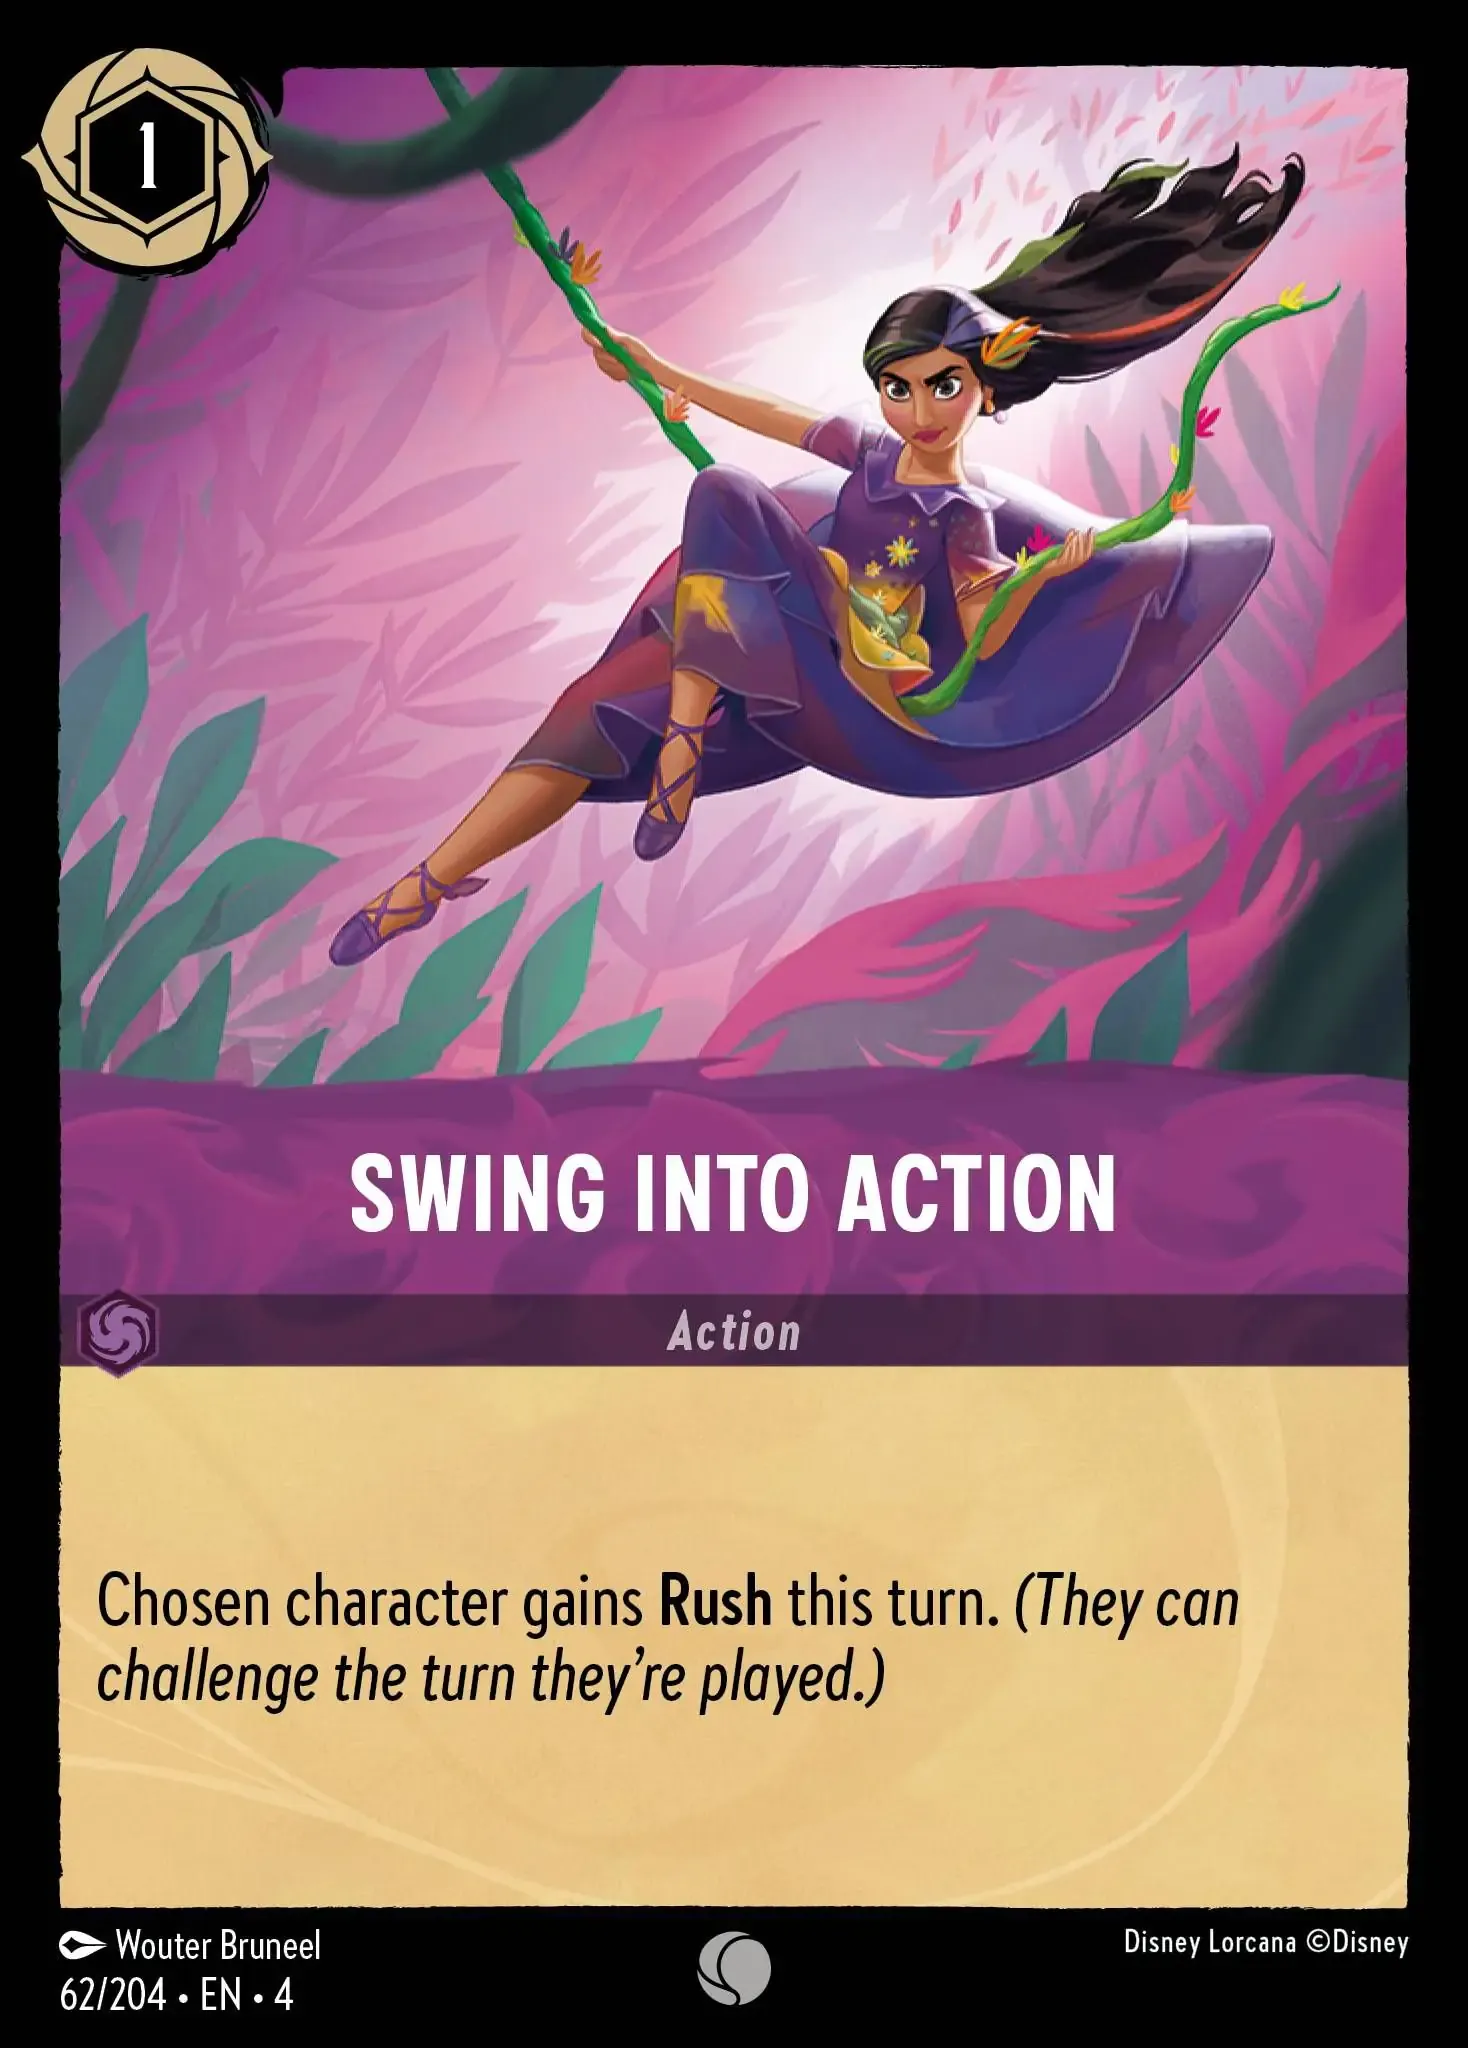 1
SWING INTO ACTION
Action
Chosen character gains Rush this turn. (They can
challenge the turn they're played.)
Wouter Bruneel
62/204 • EN • 4
Disney Lorcana ©Disney